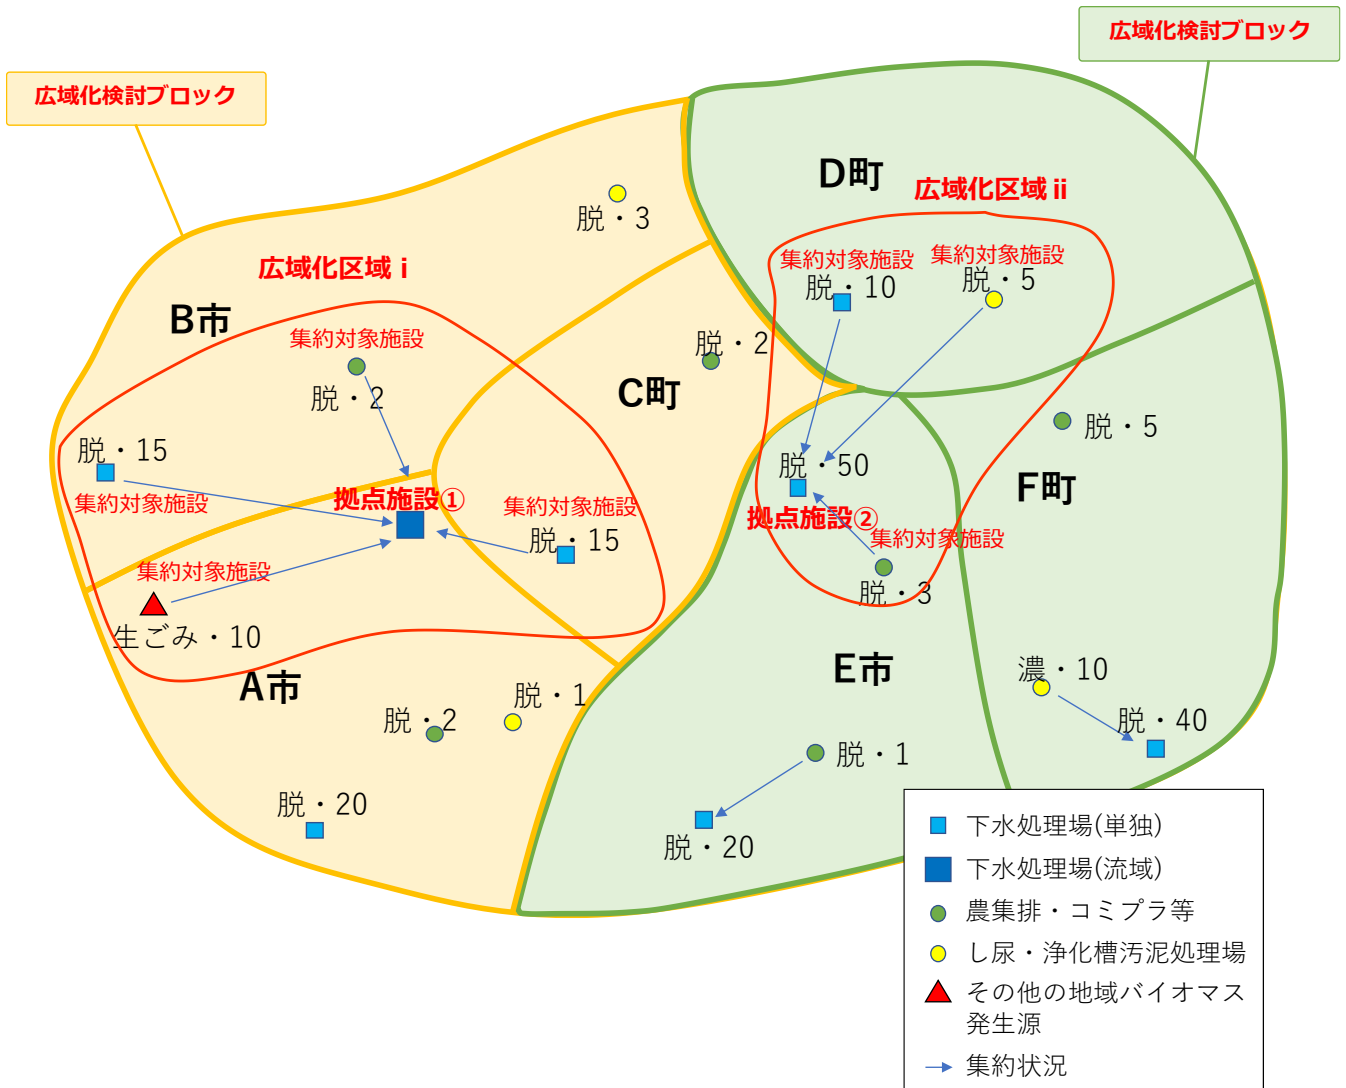 広域化検討ブロック
広域化検討ブロック
D町
広域化区域 ii
脱・3
集約対象施設
集約対象施設
広域化区域 i
脱・10
脱・5
B市
集約対象施設
脱・2
C町
脱・2
脱・5
脱・15
脱・50
F町
集約対象施設
拠点施設①
集約対象施設
拠点施設②
脱・15
集約対象施設
集約対象施設
脱・3
生ごみ・10
E市
濃・10
A市
脱・1
脱・2
脱・40
脱・1
脱・20
脱・20
下水処理場(単独)
下水処理場(流域)
農集排・コミプラ等
し尿・浄化槽汚泥処理場
その他の地域バイオマス
発生源
集約状況